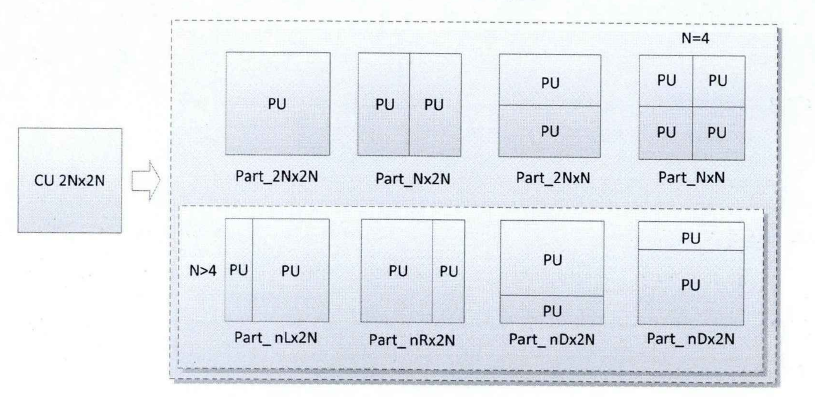 N=4
PU
PU
PU
PU
PU
PU
PU
PU
PU
CU 2Nx2N
Part_2Nx2N
Part_Nx2N
Part_2NxN
Part_NxN
N>4
PU
PU
PU
PU
PU
PU
PU
PU
Part_ nLx2N
Part_ nRx2N
Part_ nDx2N
Part_ nDx2N